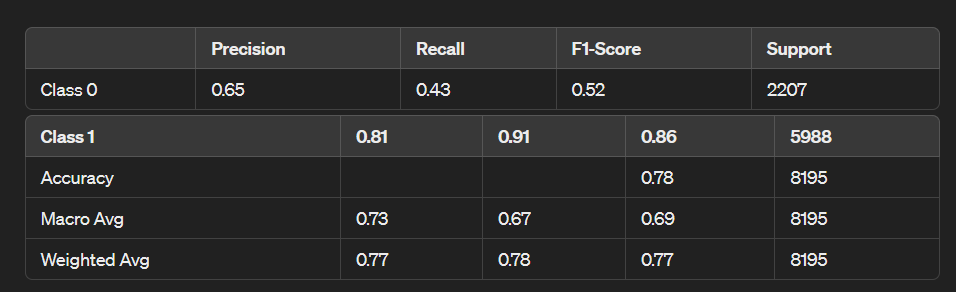 Precision Recall F1-Score Support
Class 0 0.65 0.43 0.52 2207
Class 1 0.81 0.91 0.86 5988
Accuracy 0.78 8195
Macro Avg 0.73 0.67 0.69 8195
Weighted Avg 0.77 0.78 0.77 8195